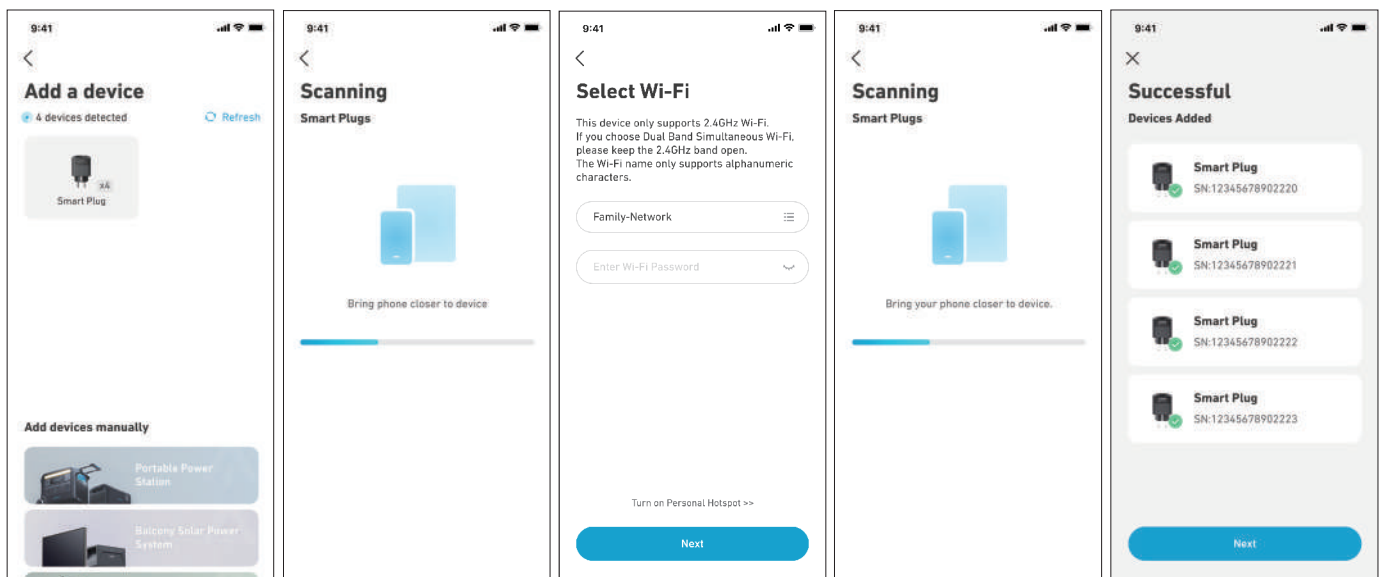 9:41
Add a device
4 devices detected
Refresh
x4
Smart Plug
Add devices manually
Portable Power
Station
Balcony Solar Power
System
9:41
Scanning
Smart Plugs
Bring phone closer to device
9:41
Select Wi-Fi
This device only supports 2.4GHz Wi-Fi.
If you choose Dual Band Simultaneous Wi-Fi,
please keep the 2.4GHz band open.
The Wi-Fi name only supports alphanumeric
characters.
Family-Network
Enter Wi-Fi Password
Turn on Personal Hotspot >>
Next
9:41
Scanning
Smart Plugs
Bring your phone closer to device.
9:41
Successful
Devices Added
Smart Plug
SN:12345678902220
Smart Plug
SN:12345678902221
Smart Plug
SN:12345678902222
Smart Plug
SN:12345678902223
Next